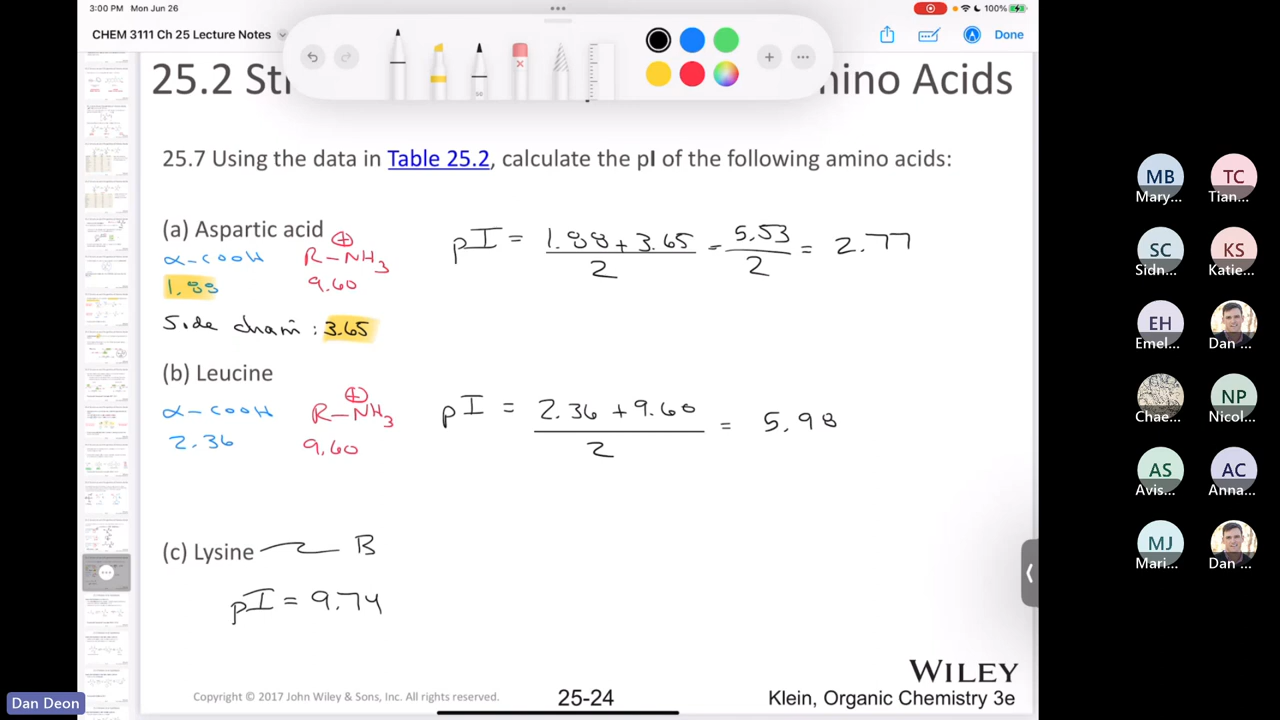 3:00 PM Mon Jun 26
100%
CHEM 3111 Ch 25 Lecture Notes
Done
25.2 St
mino Acids
25.7 Using the data in Table 25.2, calculate the pI of the following amino acids:
(a) Aspartic acid
α-COOH
1.88
⊕
R-NH3
9.60
Side chain: 3.65
pI = 1.88 + 3.65 / 2 = 5.53 / 2 = 2.77
(b) Leucine
α-COOH
2.36
⊕
R-NH3
9.60
pI = 2.36 + 9.60 / 2 = 5.98
(c) Lysine B
pI = 9.74
WILEY
Copyright © 2017 John Wiley & Sons, Inc. All rights reserved.
25-24
Klein, Organic Chemistry 3e
Dan Deon
MB
Mary...
TC
Tian...
SC
Sidn...
KS
Katie...
EH
Emel...
Dan ...
Chae...
NP
Nicol...
AS
Avis...
AC
Anna...
MJ
Mari...
Dan ...